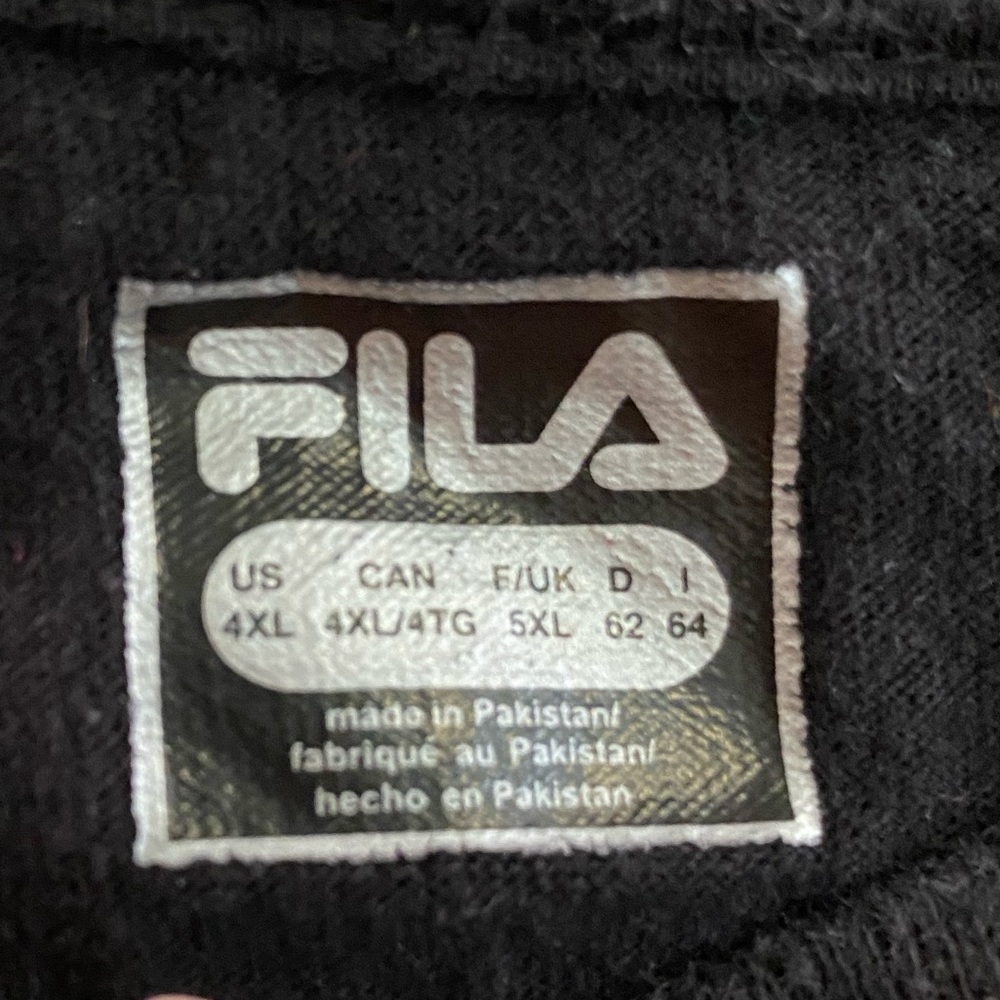 FILA
US CAN F/UK D I
4XL 4XL/4TG 5XL 62 64
made in Pakistan/
fabriqué au Pakistan/
hecho en Pakistan